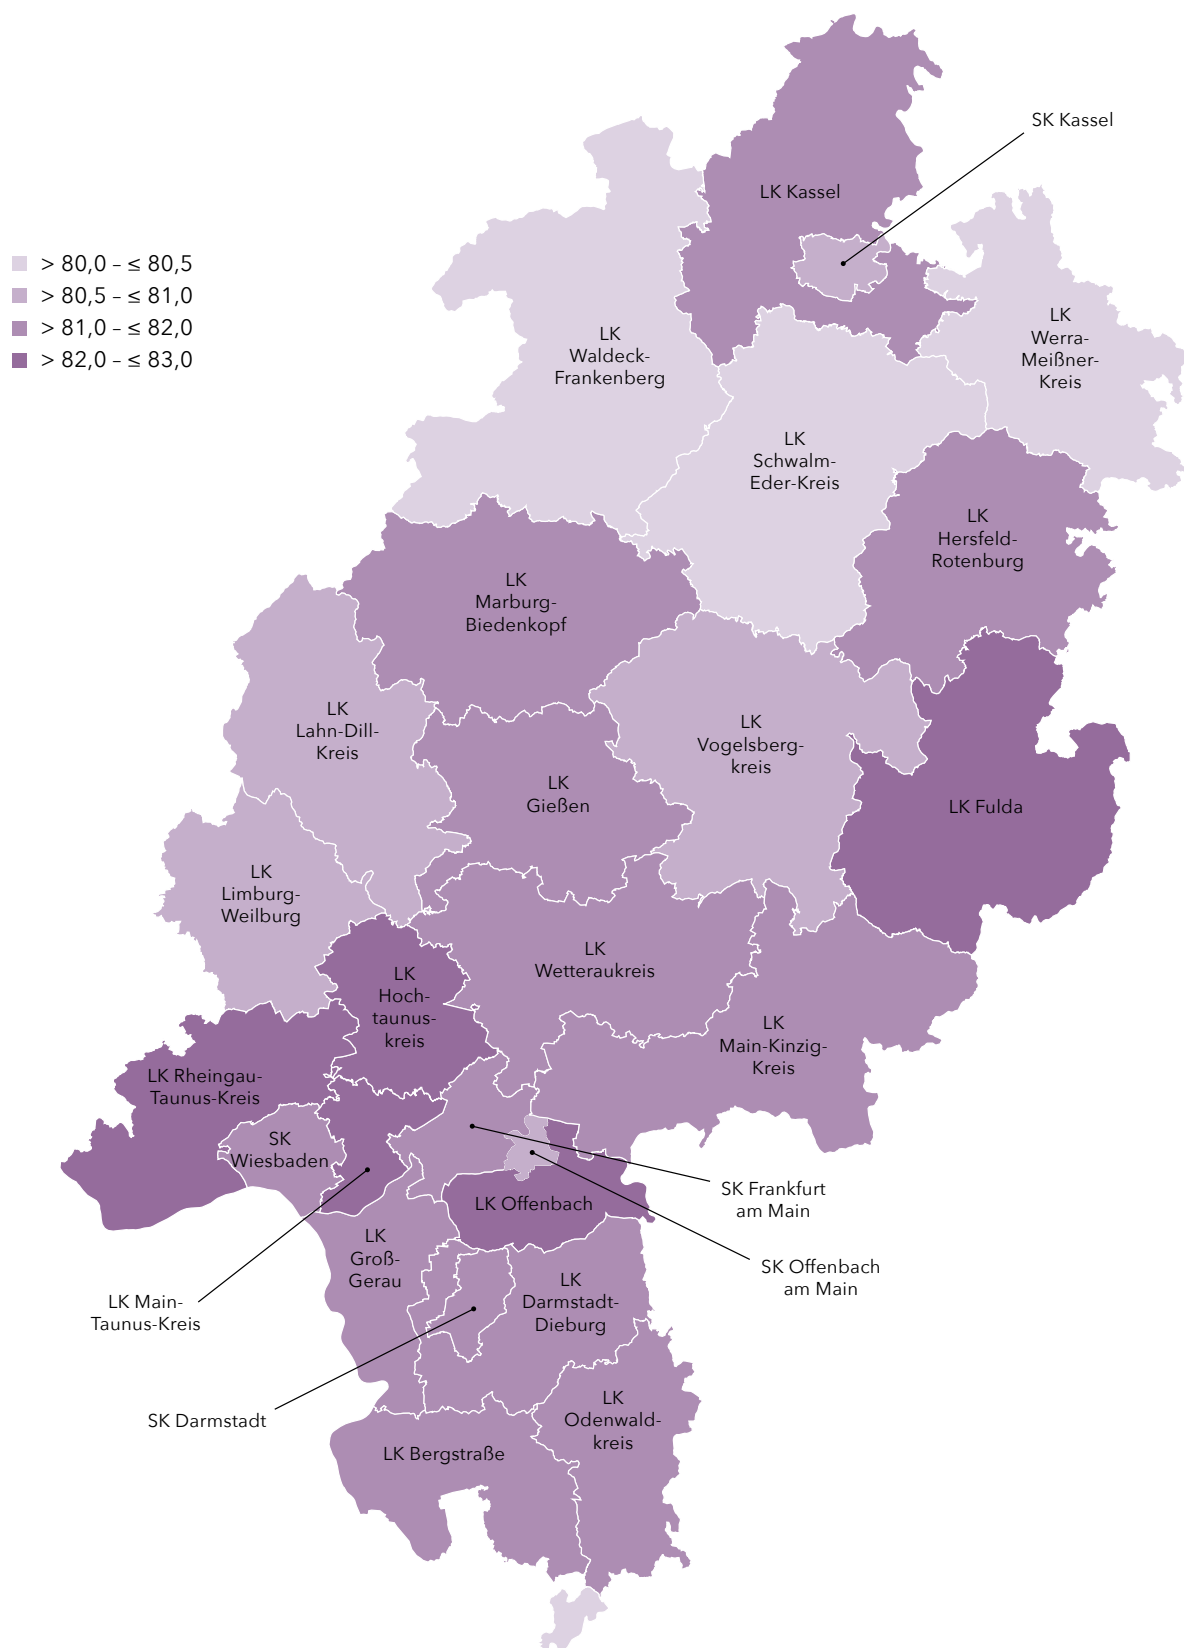 SK Kassel
LK Kassel
> 80,0 – ≤ 80,5
> 80,5 – ≤ 81,0
> 81,0 – ≤ 82,0
> 82,0 – ≤ 83,0
LK
Waldeck-
Frankenberg
LK
Werra-
Meißner-
Kreis
LK
Schwalm-
Eder-Kreis
LK
Hersfeld-
Rotenburg
LK
Marburg-
Biedenkopf
LK
Lahn-Dill-
Kreis
LK
Vogelsberg-
kreis
LK
Gießen
LK Fulda
LK
Limburg-
Weilburg
LK
Wetteraukreis
LK
Hoch-
taunus-
kreis
LK
Main-Kinzig-
Kreis
LK Rheingau-
Taunus-Kreis
SK
Wiesbaden
SK Frankfurt
am Main
LK Offenbach
LK
Groß-
Gerau
SK Offenbach
am Main
LK
Darmstadt-
Dieburg
LK Main-
Taunus-Kreis
SK Darmstadt
LK
Odenwald-
kreis
LK Bergstraße